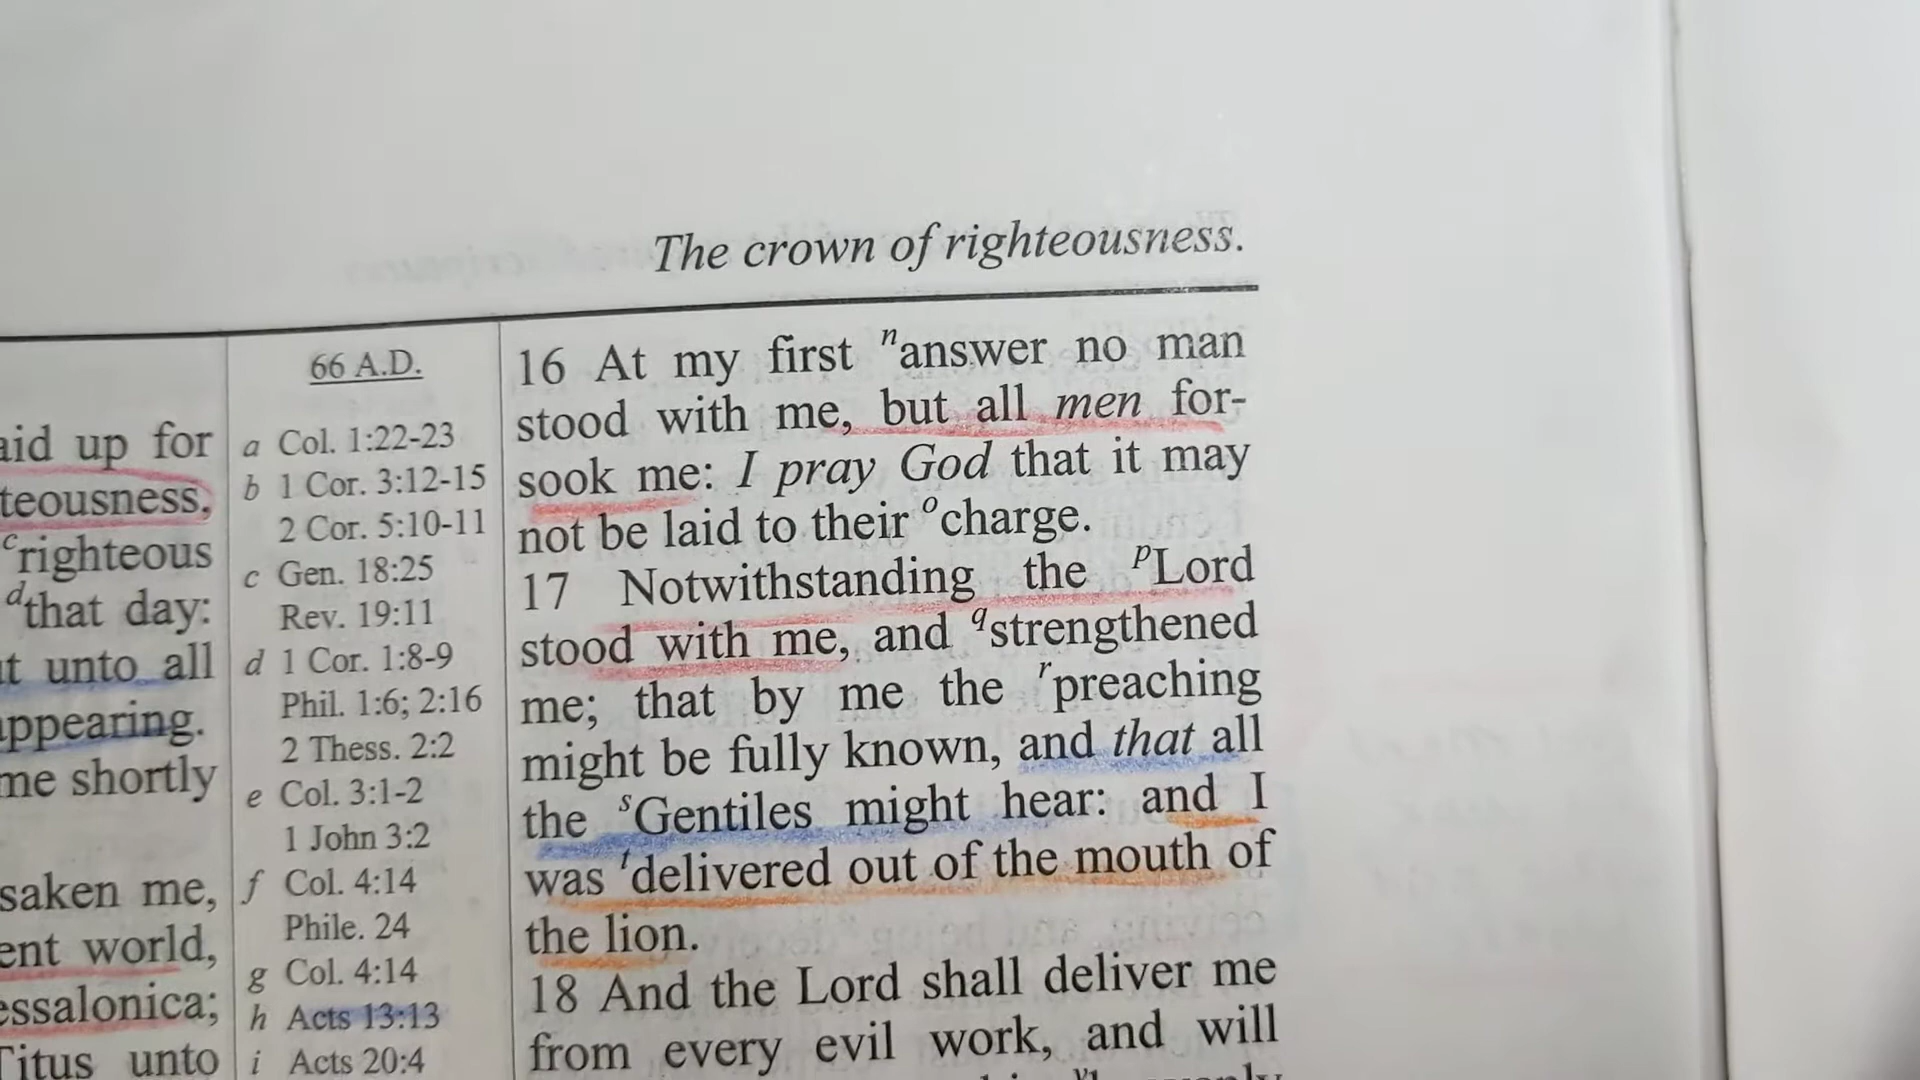 The crown of righteousness.
up for
teousness,
c righteous
d that day:
unto all
ppearing.
me shortly
saken me,
ent world,
essalonica;
Titus unto
66 A.D.
a Col. 1:22-23
b 1 Cor. 3:12-15
2 Cor. 5:10-11
c Gen. 18:25
Rev. 19:11
d 1 Cor. 1:8-9
Phil. 1:6; 2:16
2 Thess. 2:2
e Col. 3:1-2
1 John 3:2
f Col. 4:14
Phile. 24
g Col. 4:14
h Acts 13:13
i Acts 20:4
16 At my first n answer no man
stood with me, but all men for-
sook me: I pray God that it may
not be laid to their o charge.
17 Notwithstanding the p Lord
stood with me, and q strengthened
me; that by me the r preaching
might be fully known, and that all
the s Gentiles might hear: and I
was t delivered out of the mouth of
the lion.
18 And the Lord shall deliver me
from every evil work, and will